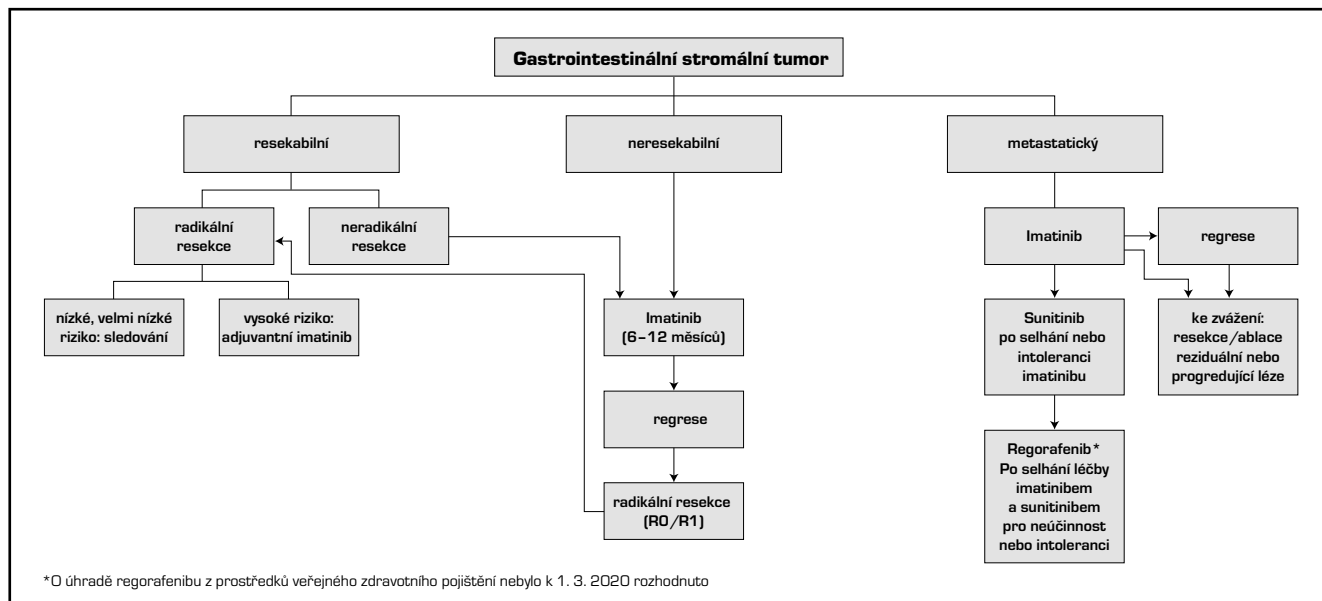 Gastrointestinální stromální tumor
resekabilní
neresekabilní
metastatický
radikální
resekce
neradikální
resekce
Imatinib
regrese
nízké, velmi nízké
riziko: sledování
vysoké riziko:
adjuvantní imatinib
Imatinib
(6–12 měsíců)
Sunitinib
po selhání nebo
intoleranci
imatinibu
ke zvážení:
resekce/ablace
reziduální nebo
progredující léze
regrese
Regorafenib*
Po selhání léčby
imatinibem
a sunitinibem
pro neúčinnost
nebo intoleranci
radikální resekce
(R0/R1)
*O úhradě regorafenibu z prostředků veřejného zdravotního pojištění nebylo k 1. 3. 2020 rozhodnuto